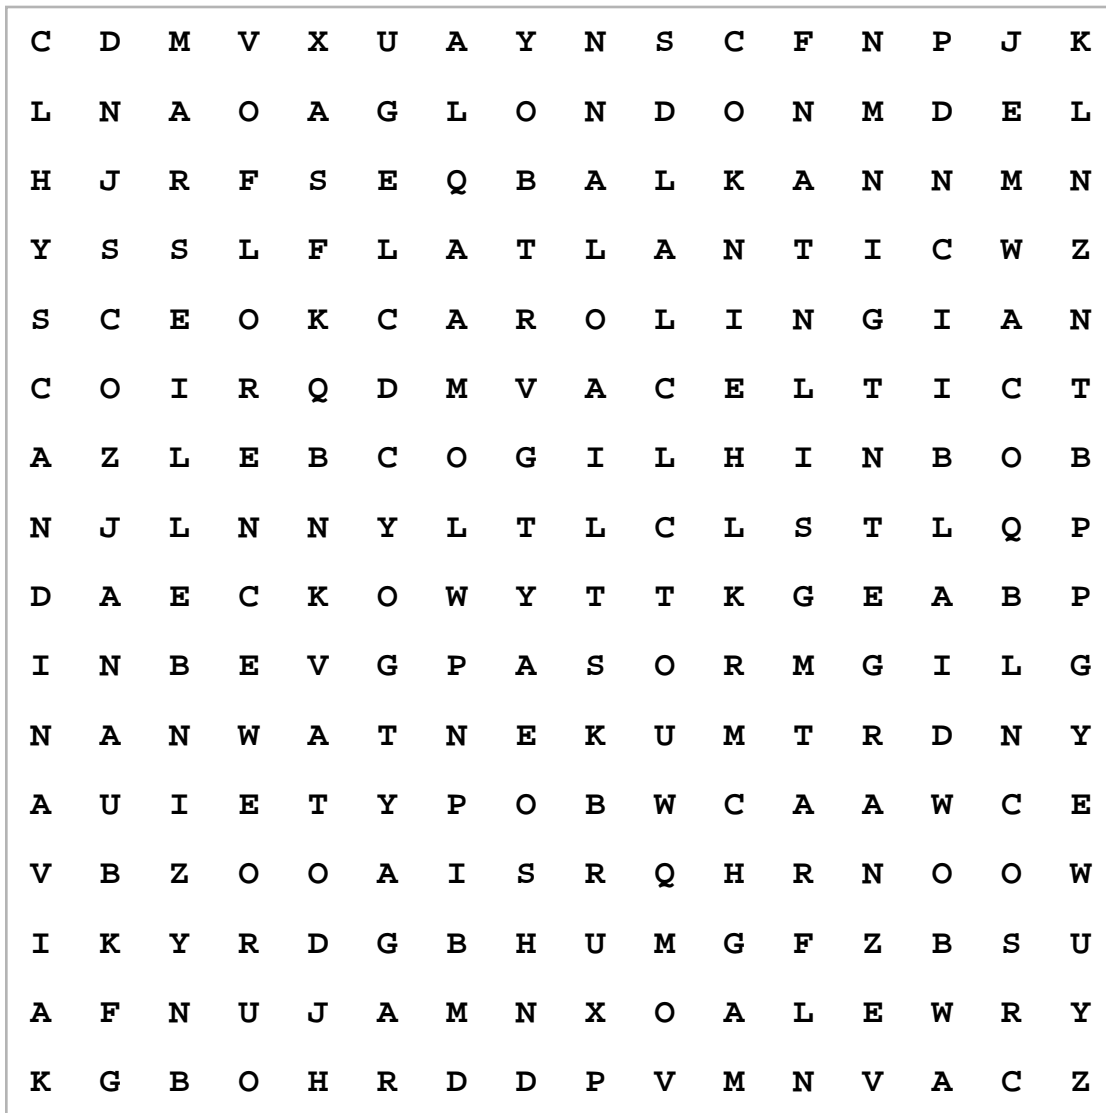 C D M V X U A Y N S C F N P J K
L N A O A G L O N D O N M D E L
H J R F S E Q B A L K A N N M N
Y S S L F L A T L A N T I C W Z
S C E O K C A R O L I N G I A N
C O I R Q D M V A C E L T I C T
A Z L E B C O G I L H I N B O B
N J L N N Y L T L C L S T L Q P
D A E C K O W Y T T K G E A B P
I N B E V G P A S O R M G I L G
N A N W A T N E K U M T R D N Y
A U I E T Y P O B W C A A W C E
V B Z O O A I S R Q H R N O O W
I K Y R D G B H U M G F Z B S U
A F N U J A M N X O A L E W R Y
K G B O H R D D P V M N V A C Z